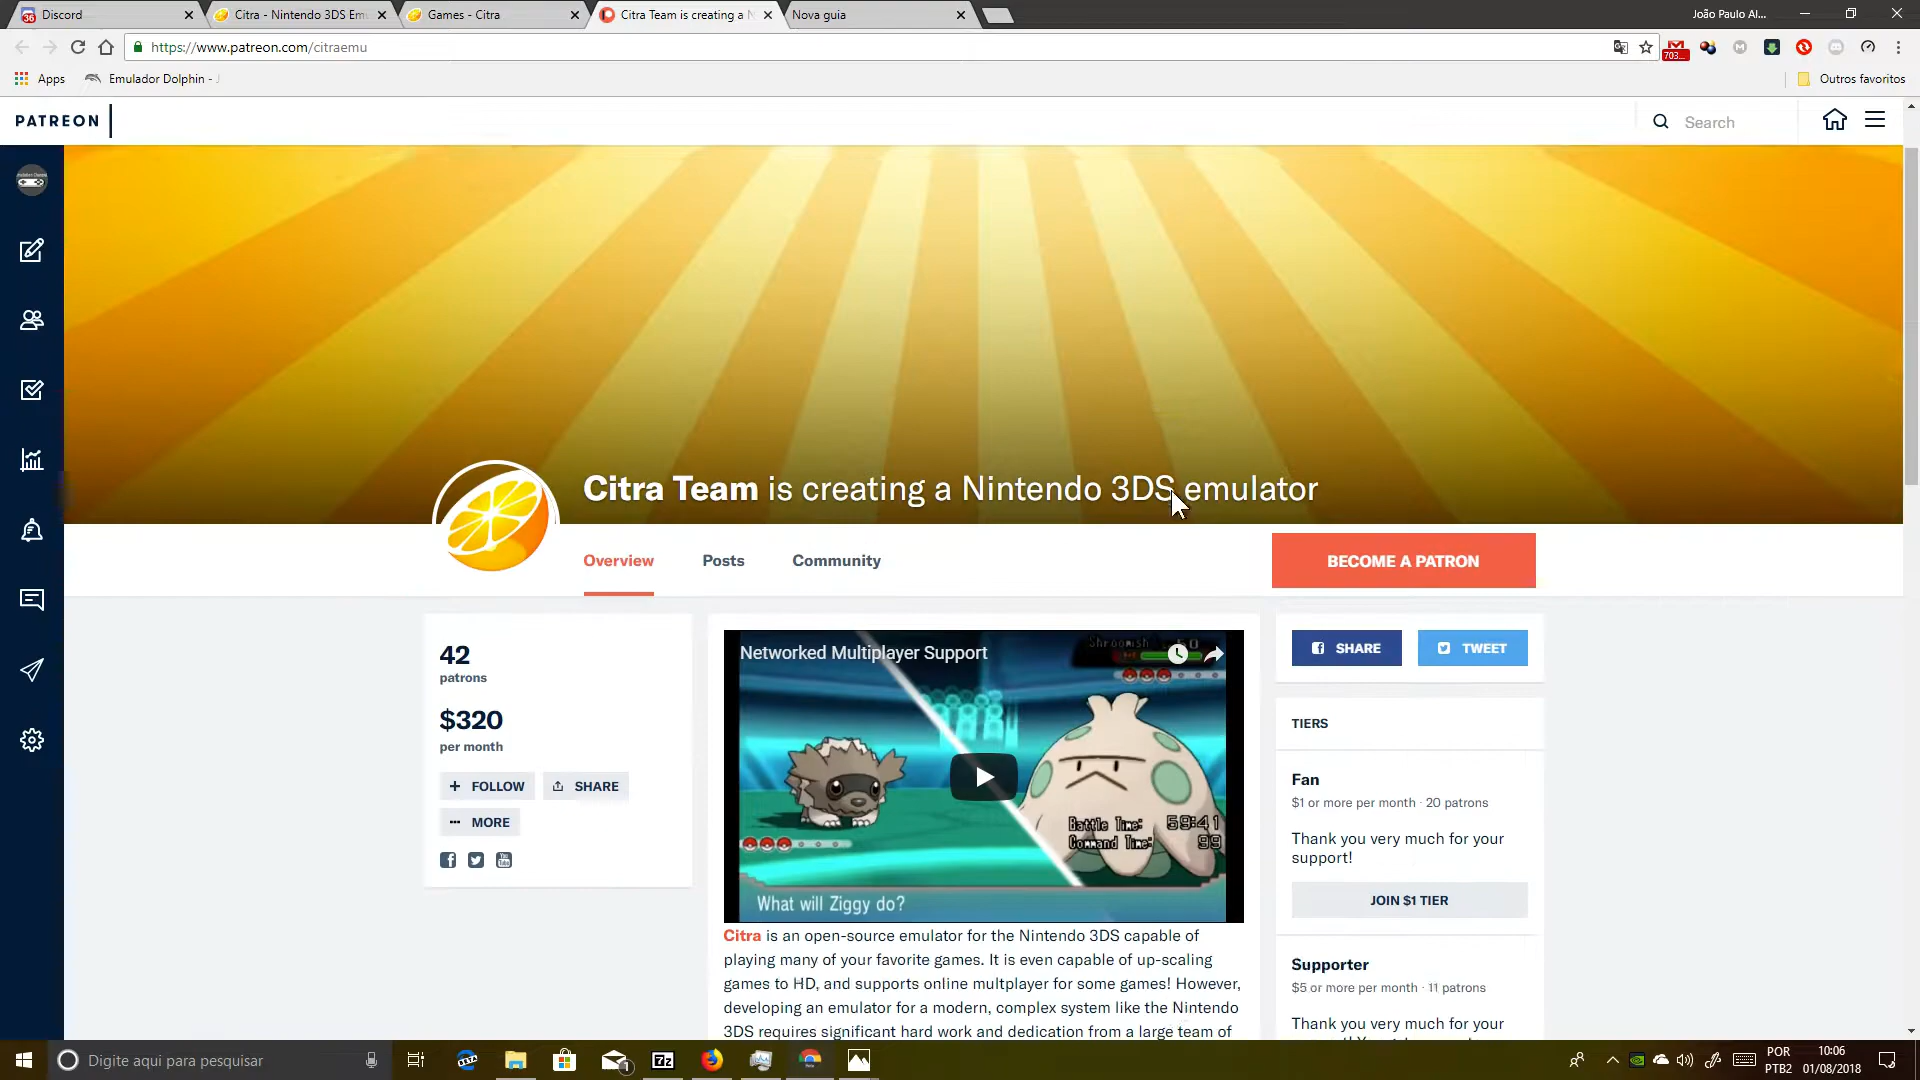 36
Discord
Citra - Nintendo 3DS Em
Games - Citra
Citra Team is creating a N
Nova guia
João Paulo Al...
https://www.patreon.com/citraemu
703...
Apps
Emulador Dolphin -
Outros favoritos
PATREON
Search
Citra Team is creating a Nintendo 3DS emulator
Overview
Posts
Community
BECOME A PATRON
42
patrons
$320
per month
FOLLOW
SHARE
MORE
Networked Multiplayer Support
Shroomish
Battle Time: 59:41
Command Time: 99
What will Ziggy do?
Citra is an open-source emulator for the Nintendo 3DS capable of
playing many of your favorite games. It is even capable of up-scaling
games to HD, and supports online multplayer for some games! However,
developing an emulator for a modern, complex system like the Nintendo
3DS requires significant hard work and dedication from a large team of
SHARE
TWEET
TIERS
Fan
$1 or more per month · 20 patrons
Thank you very much for your
support!
JOIN $1 TIER
Supporter
$5 or more per month · 11 patrons
Thank you very much for your
Digite aqui para pesquisar
7z
1
POR
PTB2
10:06
01/08/2018